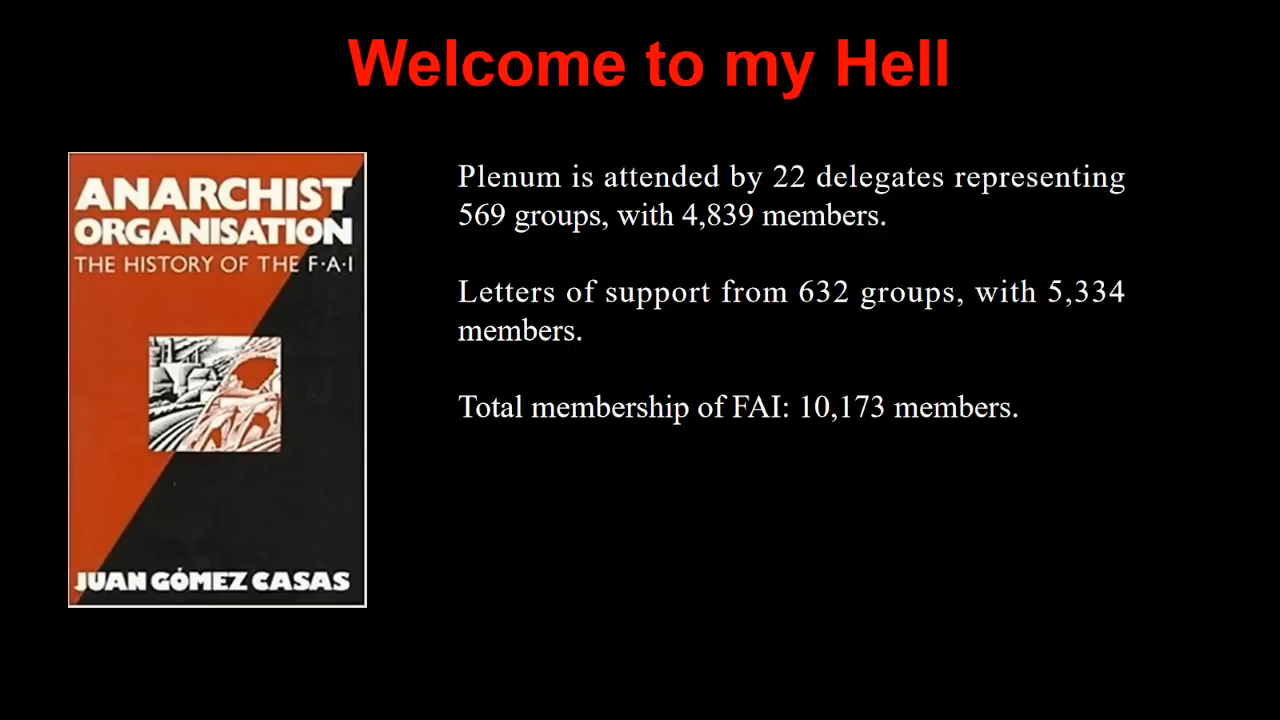 Welcome to my Hell
ANARCHIST
ORGANISATION
THE HISTORY OF THE F·A·I
JUAN GÓMEZ CASAS
Plenum is attended by 22 delegates representing
569 groups, with 4,839 members.
Letters of support from 632 groups, with 5,334
members.
Total membership of FAI: 10,173 members.